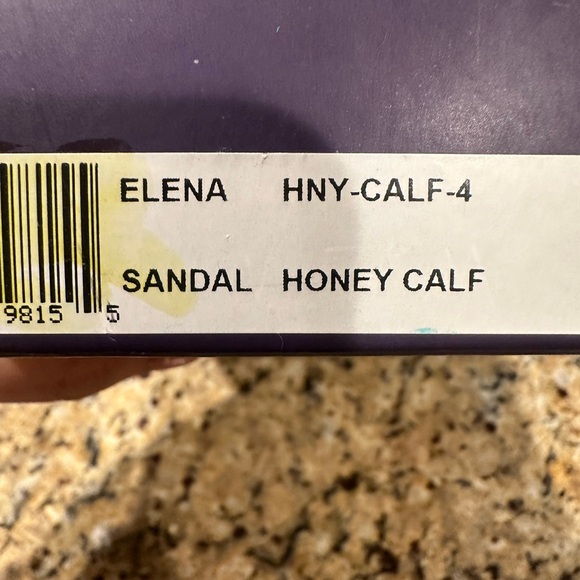 ELENA HNY-CALF-4
SANDAL HONEY CALF
9815 5